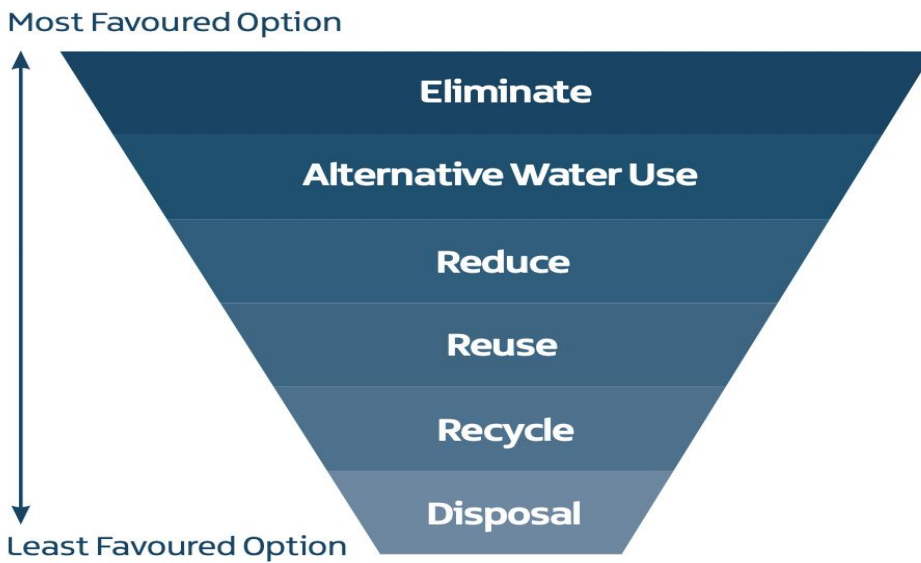 Most Favoured Option
Eliminate
Alternative Water Use
Reduce
Reuse
Recycle
Disposal
Least Favoured Option